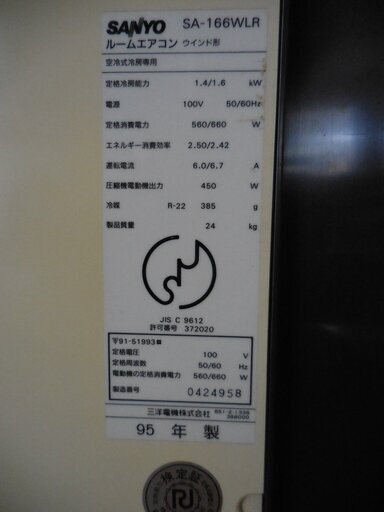 SANYO SA-166WLR
ルームエアコン ウインド形
空冷式冷房専用
定格冷房能力 1.4/1.6 kW
電源 100V 50/60Hz
定格消費電力 560/660 W
エネルギー消費効率 2.50/2.42
運転電流 6.0/6.7 A
圧縮機電動機出力 450 W
冷媒 R-22 385 g
製品質量 24 kg
JIS C 9612
許可番号 372020
91-51993
定格電圧 100 V
定格周波数 50/60 Hz
電動機の定格消費電力 560/660 W
製造番号 0424958
三洋電機株式会社
95 年 製
検定証